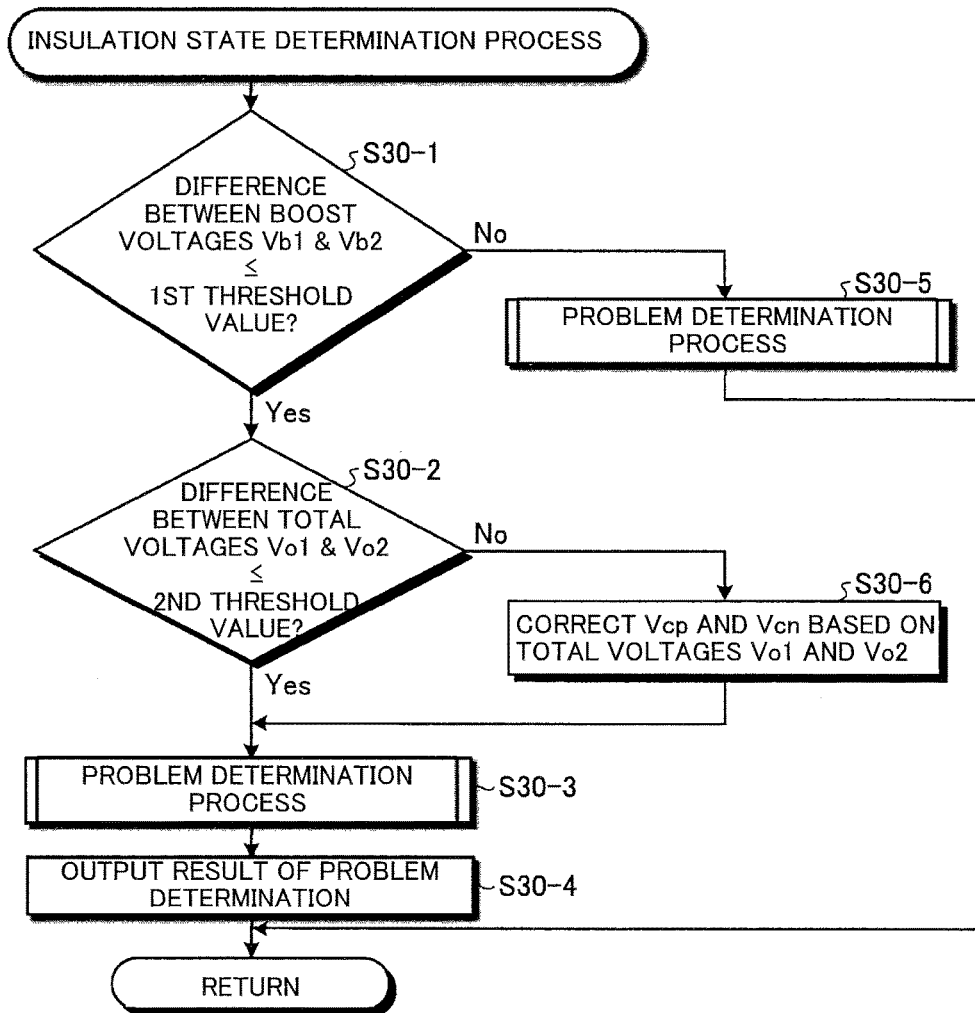 INSULATION STATE DETERMINATION PROCESS
S30-1
DIFFERENCE
BETWEEN BOOST
VOLTAGES Vb1 & Vb2
≤
1ST THRESHOLD
VALUE?
No
S30-5
PROBLEM DETERMINATION
PROCESS
Yes
S30-2
DIFFERENCE
BETWEEN TOTAL
VOLTAGES Vo1 & Vo2
≤
2ND THRESHOLD
VALUE?
No
S30-6
CORRECT Vcp AND Vcn BASED ON
TOTAL VOLTAGES Vo1 AND Vo2
Yes
PROBLEM DETERMINATION
PROCESS
S30-3
OUTPUT RESULT OF PROBLEM
DETERMINATION
S30-4
RETURN